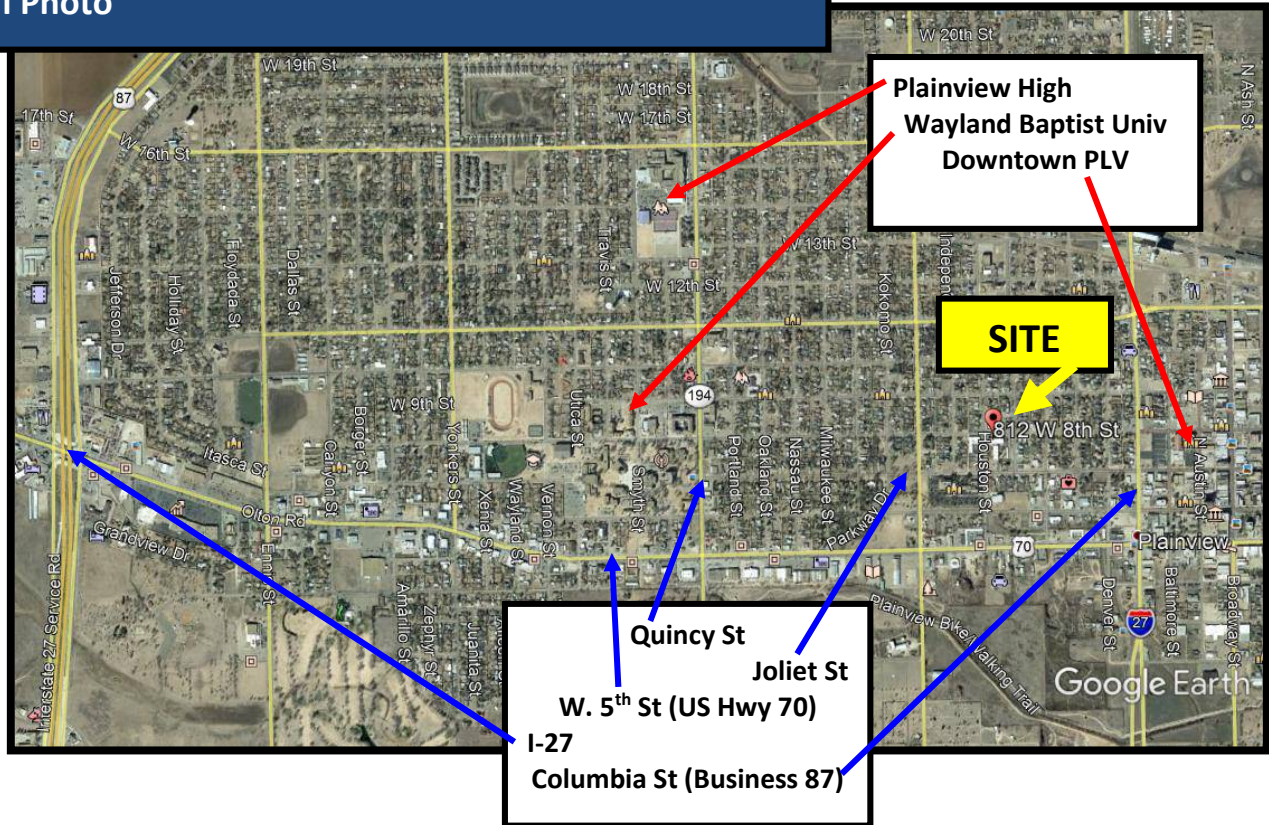 l Photo
W 20th St
W 19th St
87
W 18th St
W 17th St
17th St
W 16th St
N Ash St
Plainview High
Wayland Baptist Univ
Downtown PLV
Travis St
W 13th St
Floydada St
Dallas St
Jefferson Dr
Holliday St
W 12th St
Kokomo St
Independ
SITE
194
W 9th St
Utica St
812 W 8th St
Borger St
Yonkers St
Calvion St
Itasca St
Portland St
Oakland St
Nassau St
Milwaukee St
Houston St
N Austin St
Smyth St
Xenia St
Wayland St
Vernon St
Olton Rd
Grandview Dr
Ennis St
Parkway Dr
70
Plainview
Interstate 27 Service Rd
Amarillo St
Zephyr St
Juanita St
Denver St
Baltimore St
Broadway St
27
Plainview Bike/Walking Trail
Google Earth
Quincy St
Joliet St
W. 5th St (US Hwy 70)
I-27
Columbia St (Business 87)